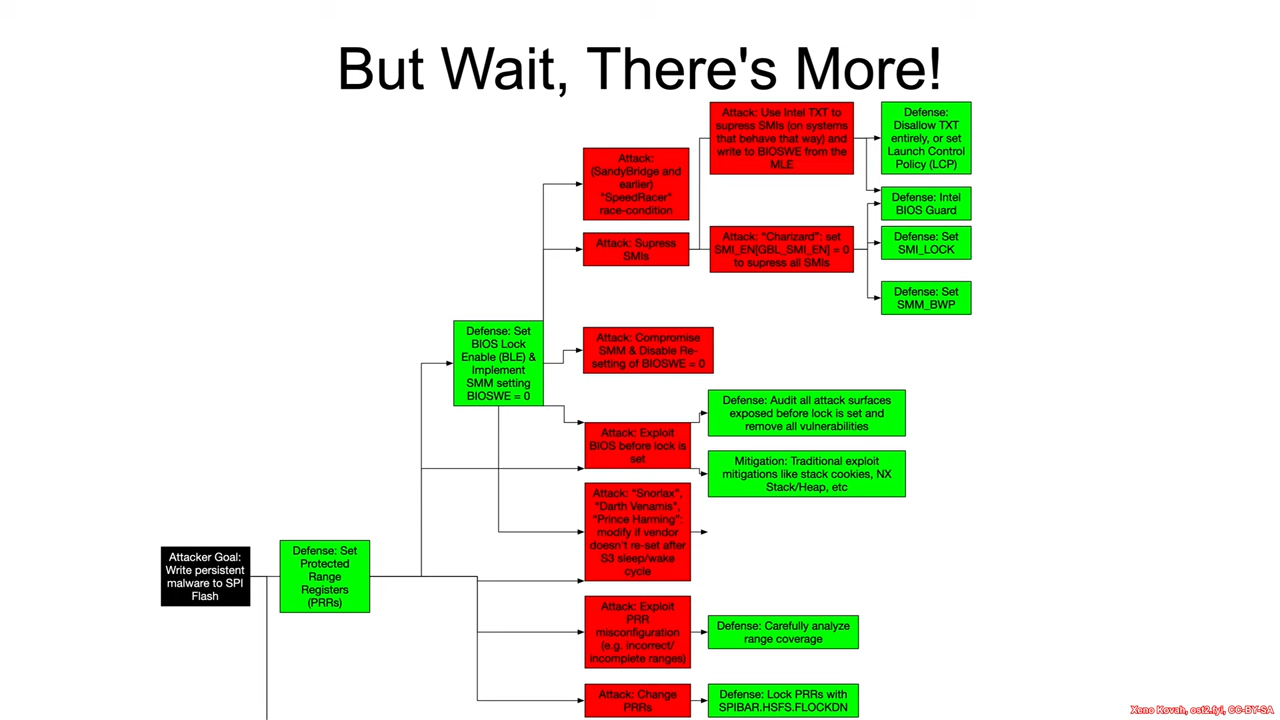 But Wait, There's More!
Attack: Use Intel TXT to
supress SMIs (on systems
that behave that way) and
write to BIOSWE from the
MLE
Defense:
Disallow TXT
entirely, or set
Launch Control
Policy (LCP)
Attack:
(SandyBridge and
earlier)
"SpeedRacer"
race-condition
Defense: Intel
BIOS Guard
Attack: Supress
SMIs
Attack: “Charizard”: set
SMI_EN[GBL_SMI_EN] = 0
to supress all SMIs
Defense: Set
SMI_LOCK
Defense: Set
SMM_BWP
Defense: Set
BIOS Lock
Enable (BLE) &
Implement
SMM setting
BIOSWE = 0
Attack: Compromise
SMM & Disable Re-
setting of BIOSWE = 0
Defense: Audit all attack surfaces
exposed before lock is set and
remove all vulnerabilities
Attack: Exploit
BIOS before lock is
set
Mitigation: Traditional exploit
mitigations like stack cookies, NX
Stack/Heap, etc
Attack: “Snorlax”,
“Darth Venamis”,
“Prince Harming”:
modify if vendor
doesn't re-set after
S3 sleep/wake
cycle
Attacker Goal:
Write persistent
malware to SPI
Flash
Defense: Set
Protected
Range
Registers
(PRRs)
Attack: Exploit
PRR
misconfiguration
(e.g. incorrect/
incomplete ranges)
Defense: Carefully analyze
range coverage
Attack: Change
PRRs
Defense: Lock PRRs with
SPIBAR.HSFS.FLOCKDN
Xeno Kovah, ost2.fyi, CC-BY-SA